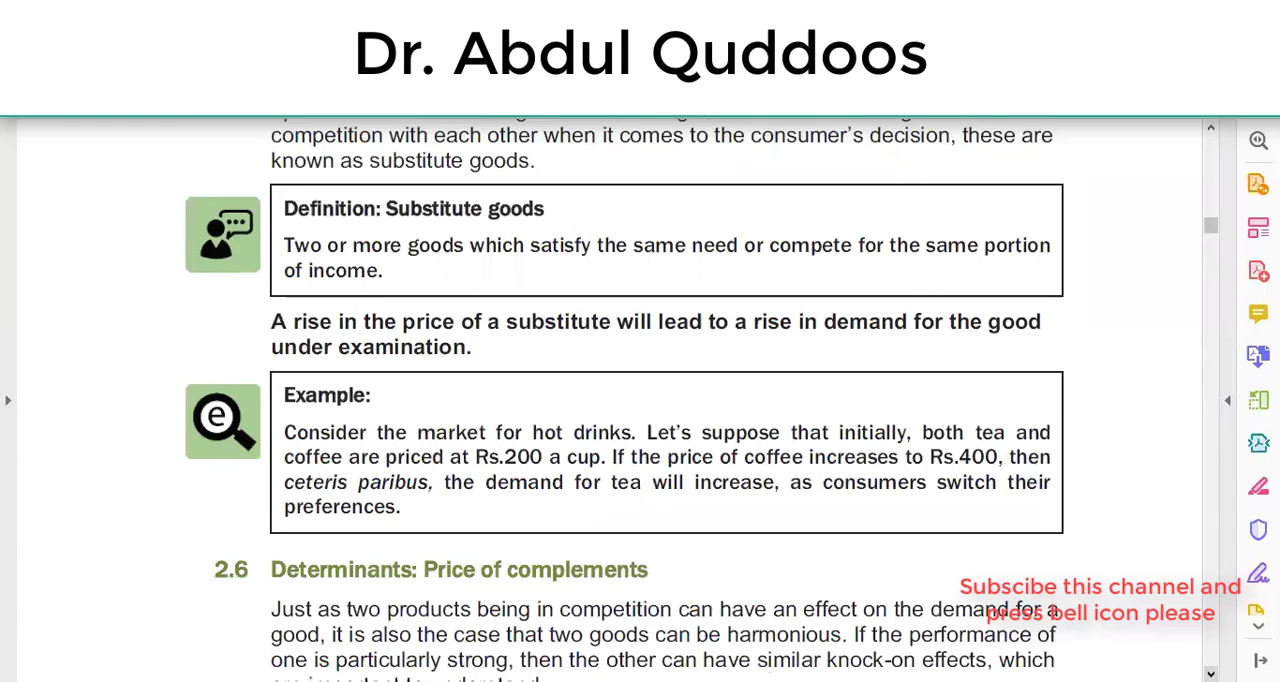 Dr. Abdul Quddoos
competition with each other when it comes to the consumer's decision, these are
known as substitute goods.
Definition: Substitute goods
Two or more goods which satisfy the same need or compete for the same portion
of income.
A rise in the price of a substitute will lead to a rise in demand for the good
under examination.
Example:
Consider the market for hot drinks. Let's suppose that initially, both tea and
coffee are priced at Rs.200 a cup. If the price of coffee increases to Rs.400, then
ceteris paribus, the demand for tea will increase, as consumers switch their
preferences.
2.6 Determinants: Price of complements
Just as two products being in competition can have an effect on the demand for a
good, it is also the case that two goods can be harmonious. If the performance of
one is particularly strong, then the other can have similar knock-on effects, which
Subscibe this channel and
press bell icon please